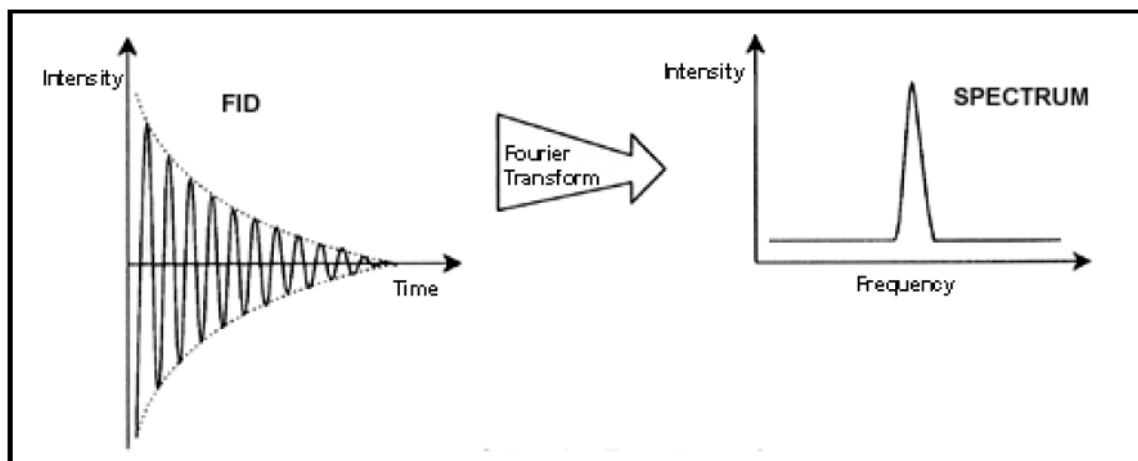 Intensity
FID
Time
Fourier
Transform
Intensity
SPECTRUM
Frequency